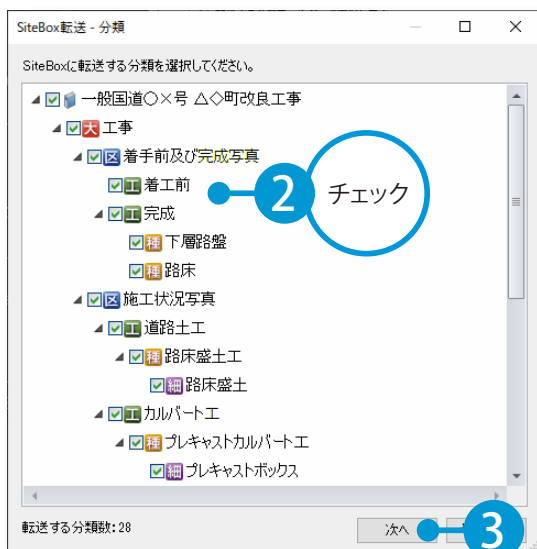 SiteBox転送 - 分類
SiteBoxに転送する分類を選択してください。
一般国道○×号 △◇町改良工事
大 工事
区 着手前及び完成写真
工 着工前
2 チェック
工 完成
種 下層路盤
種 路床
区 施工状況写真
工 道路土工
種 路床盛土工
細 路床盛土
工 カルバート工
種 プレキャストカルバート工
細 プレキャストボックス
転送する分類数: 28
次へ
3